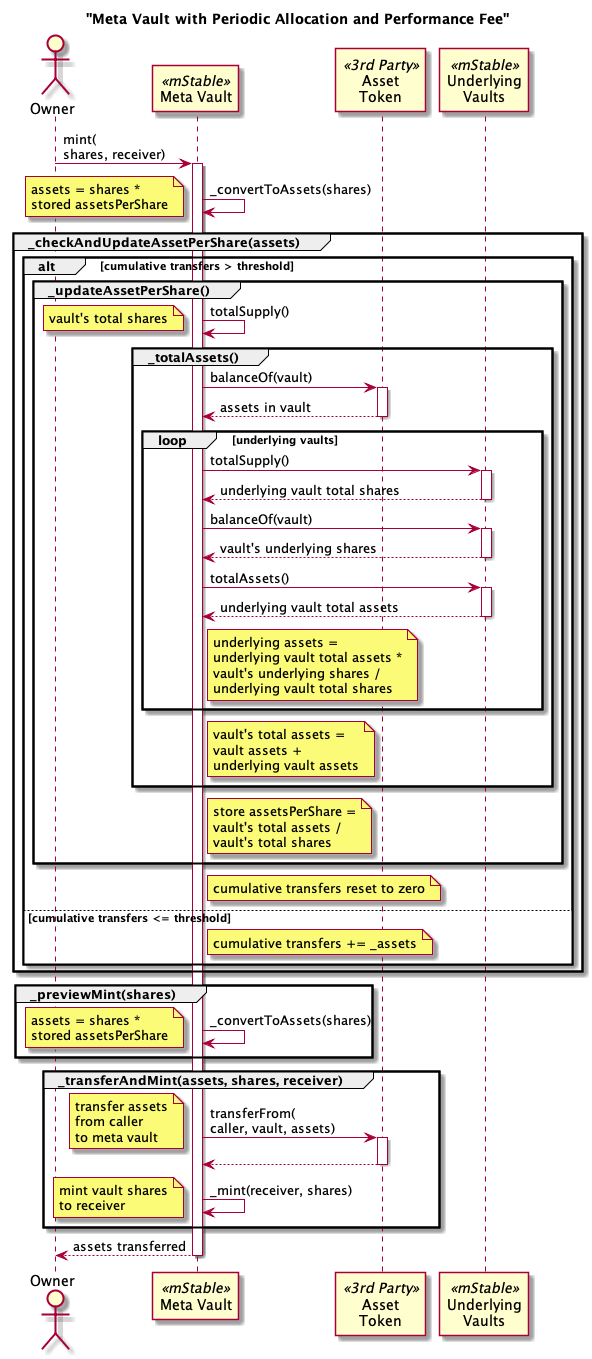 "Meta Vault with Periodic Allocation and Performance Fee"
Owner
«mStable»
Meta Vault
«3rd Party»
Asset
Token
«mStable»
Underlying
Vaults
mint(
shares, receiver)
assets = shares *
stored assetsPerShare
_convertToAssets(shares)
_checkAndUpdateAssetPerShare(assets)
alt
[cumulative transfers > threshold]
_updateAssetPerShare()
vault's total shares
totalSupply()
_totalAssets()
balanceOf(vault)
assets in vault
loop
[underlying vaults]
totalSupply()
underlying vault total shares
balanceOf(vault)
vault's underlying shares
totalAssets()
underlying vault total assets
underlying assets =
underlying vault total assets *
vault's underlying shares /
underlying vault total shares
vault's total assets =
vault assets +
underlying vault assets
store assetsPerShare =
vault's total assets /
vault's total shares
cumulative transfers reset to zero
[cumulative transfers <= threshold]
cumulative transfers += _assets
_previewMint(shares)
assets = shares *
stored assetsPerShare
_convertToAssets(shares)
_transferAndMint(assets, shares, receiver)
transfer assets
from caller
to meta vault
transferFrom(
caller, vault, assets)
mint vault shares
to receiver
_mint(receiver, shares)
assets transferred
Owner
«mStable»
Meta Vault
«3rd Party»
Asset
Token
«mStable»
Underlying
Vaults